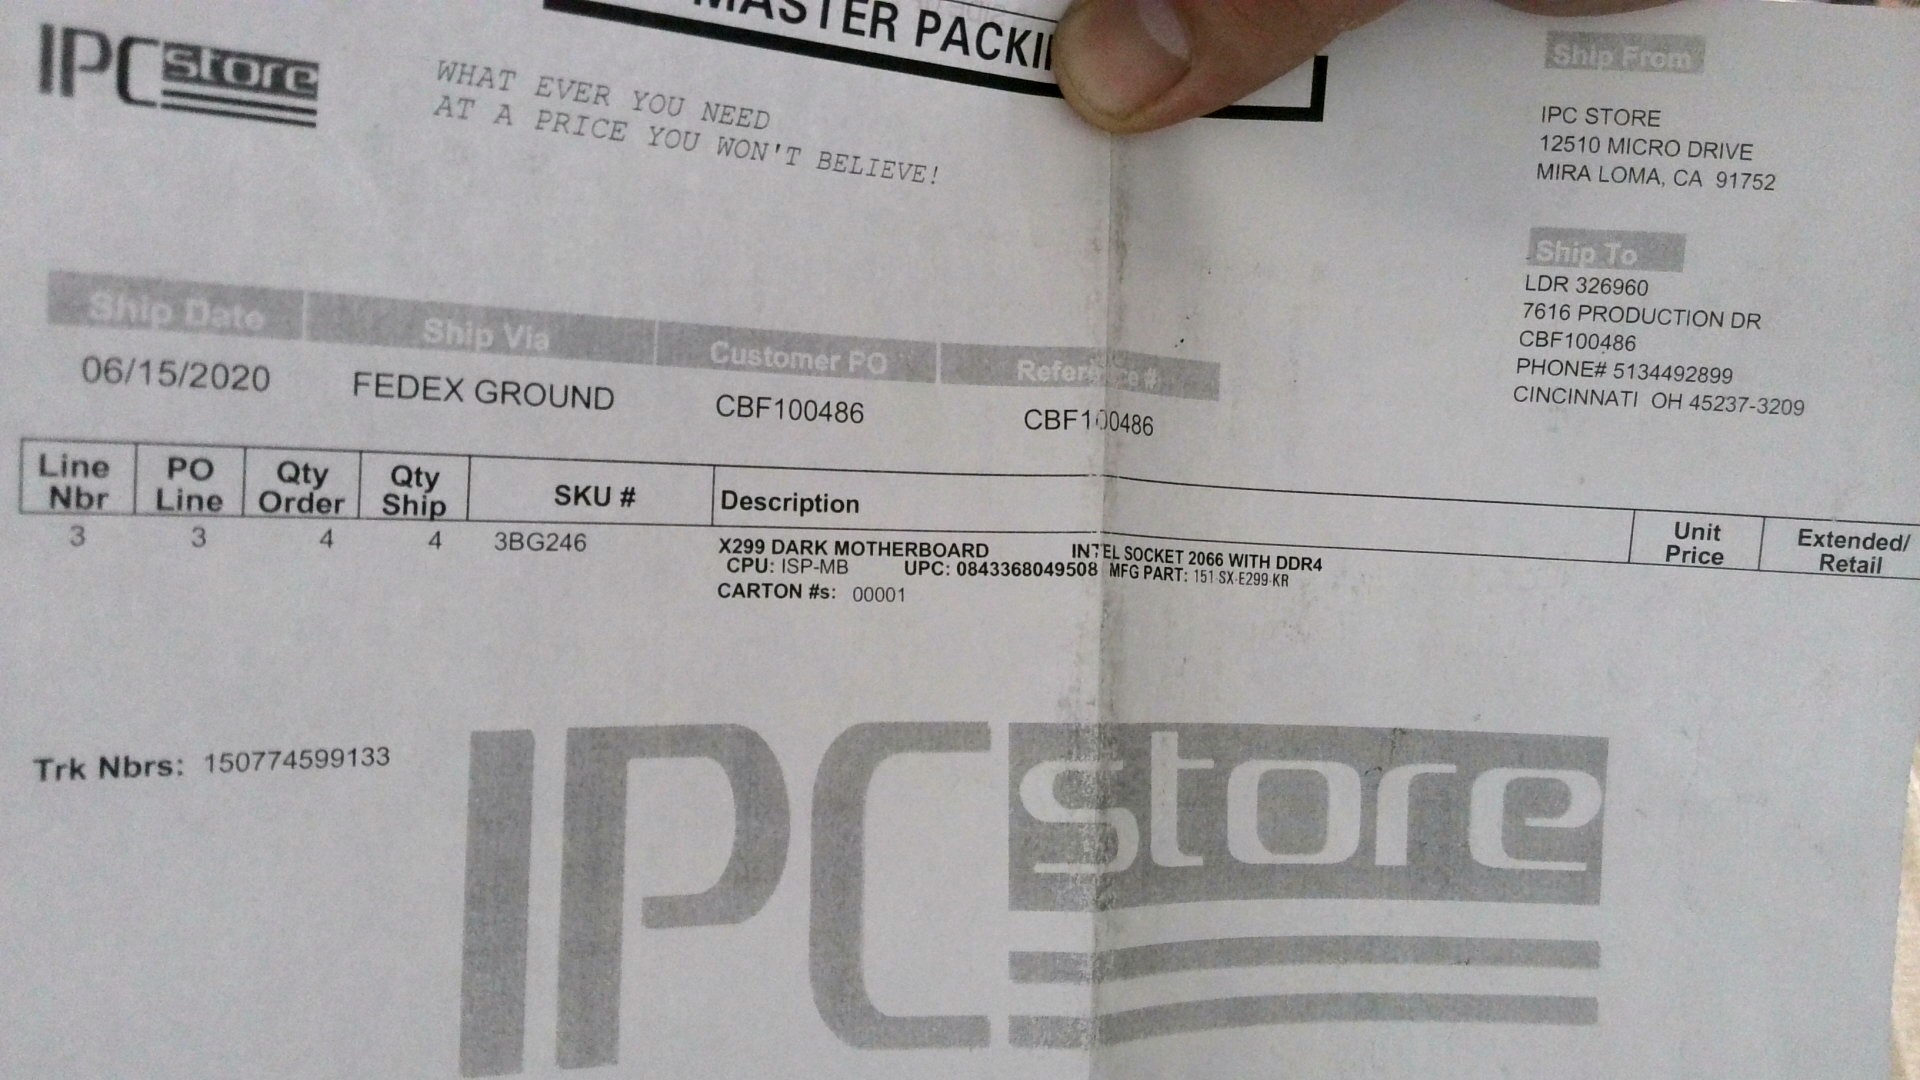 MASTER PACKI
IPC store
WHAT EVER YOU NEED
AT A PRICE YOU WON'T BELIEVE!
Ship From
IPC STORE
12510 MICRO DRIVE
MIRA LOMA, CA 91752
Ship To
LDR 326960
7616 PRODUCTION DR
CBF100486
PHONE# 5134492899
CINCINNATI OH 45237-3209
Ship Date Ship Via Customer PO Reference#
06/15/2020 FEDEX GROUND CBF100486 CBF100486
Line Nbr PO Line Qty Order Qty Ship SKU # Description Unit Price Extended/ Retail
3 3 4 4 3BG246 X299 DARK MOTHERBOARD INTEL SOCKET 2066 WITH DDR4
CPU: ISP-MB UPC: 0843368049508 MFG PART: 151-SX-E299-KR
CARTON #s: 00001
Trk Nbrs: 150774599133
IPC store